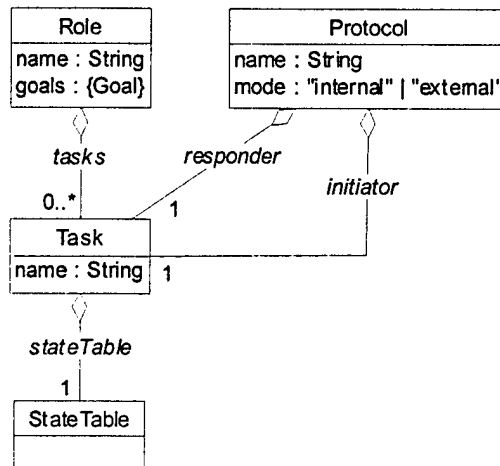 Role
name : String
goals : {Goal}
Protocol
name : String
mode : "internal" | "external"
tasks
responder
initiator
0..*
1
Task
name : String
1
stateTable
1
StateTable